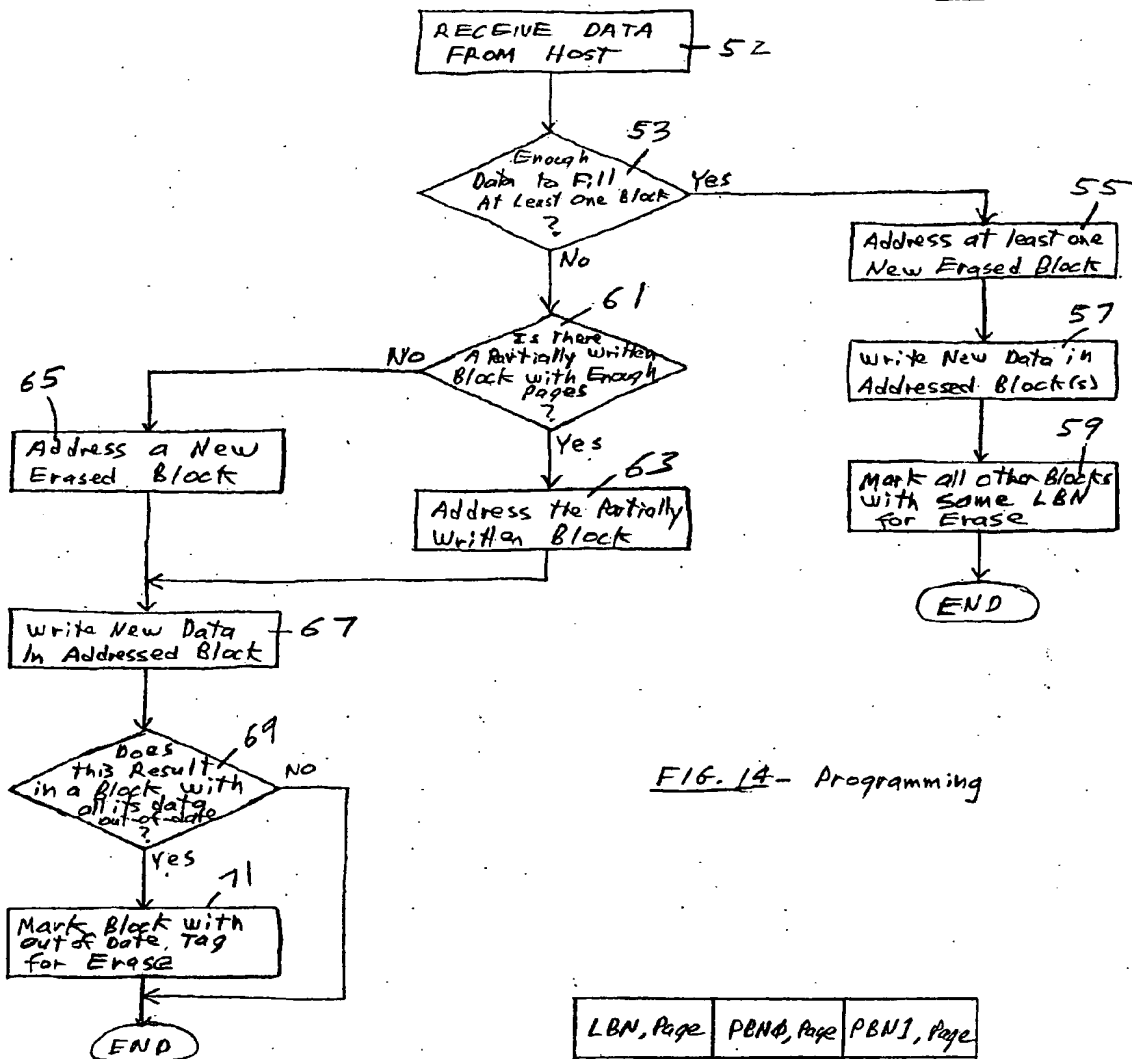 RECEIVE DATA
FROM HOST
52
53
Enough
Data to Fill
At Least One Block
?
Yes
No
55
Address at least one
New Erased Block
57
Write New Data in
Addressed Block(s)
59
Mark all other Blocks
with same LBN
for Erase
END
61
Is There
A Partially Written
Block with Enough
Pages
?
No
Yes
65
Address a New
Erased Block
63
Address the Partially
Written Block
Write New Data
In Addressed Block
67
69
Does
this Result
in a Block with
all its data
out-of-date
?
NO
Yes
71
Mark Block with
Out of Date, Tag
for Erase
END
FIG. 14 - Programming
LBN, Page PBN0, Page PBN1, Page